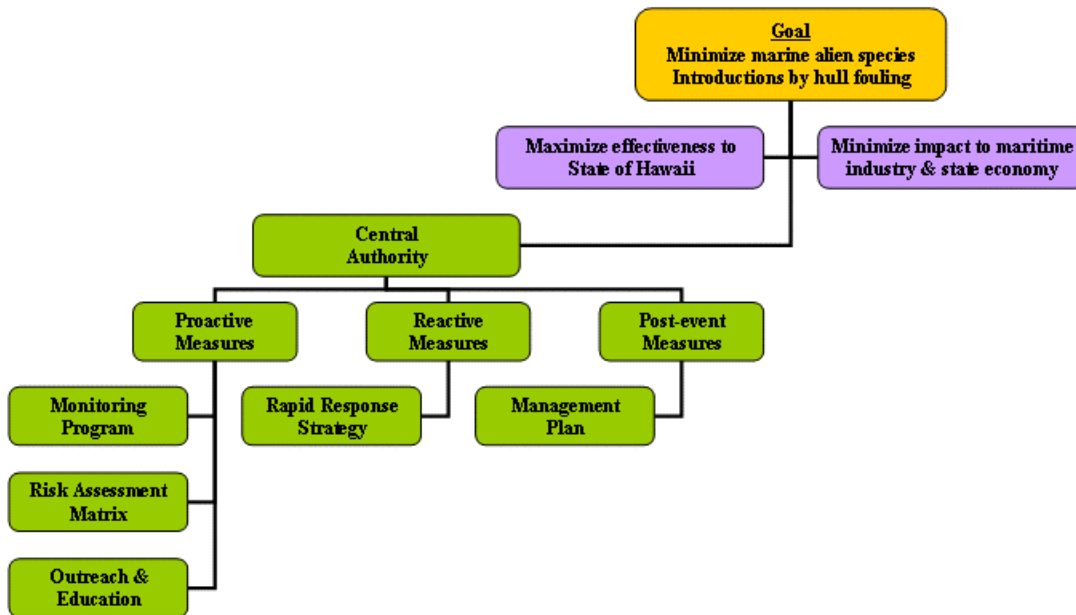 Goal
Minimize marine alien species
Introductions by hull fouling
Maximize effectiveness to
State of Hawaii
Minimize impact to maritime
industry & state economy
Central
Authority
Proactive
Measures
Reactive
Measures
Post-event
Measures
Monitoring
Program
Rapid Response
Strategy
Management
Plan
Risk Assessment
Matrix
Outreach &
Education